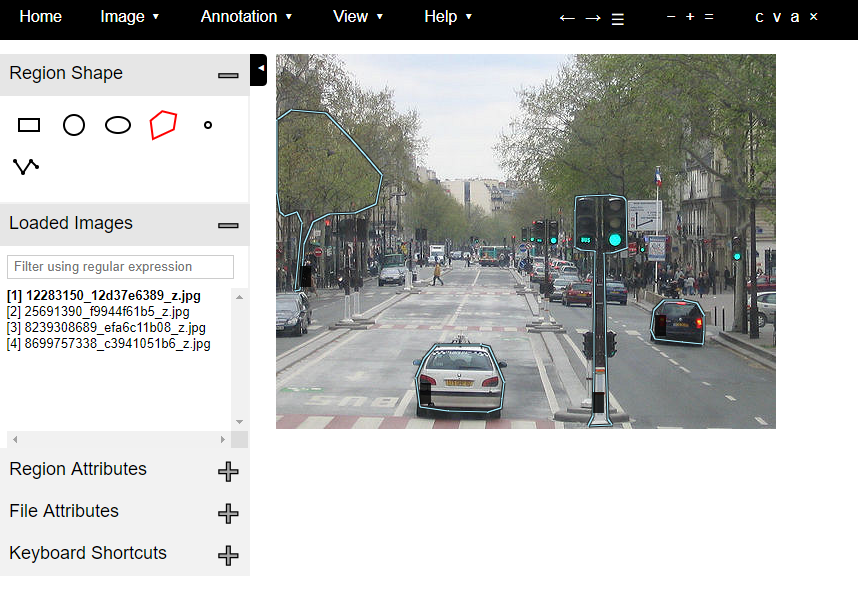 Home Image ▼ Annotation ▼ View ▼ Help ▼ ← → ☰ − + = c v a ×
Region Shape
Loaded Images
Filter using regular expression
[1] 12283150_12d37e6389_z.jpg
[2] 25691390_f9944f61b5_z.jpg
[3] 8239308689_efa6c11b08_z.jpg
[4] 8699757338_c3941051b6_z.jpg
Region Attributes
File Attributes
Keyboard Shortcuts
BUS